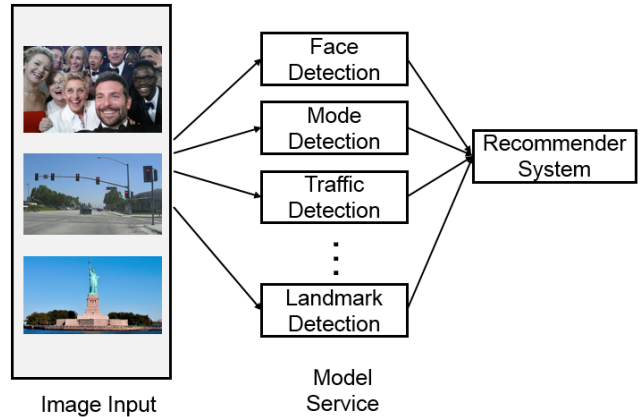 Face
Detection
Mode
Detection
Traffic
Detection
Landmark
Detection
Recommender
System
Image Input
Model
Service